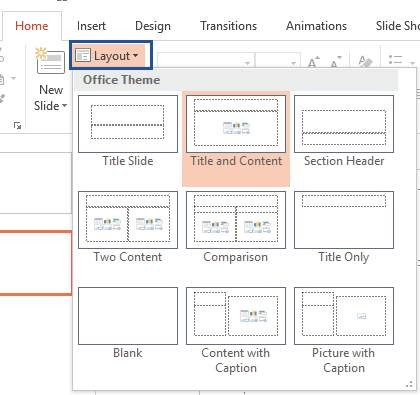 Home Insert Design Transitions Animations Slide Sho
Layout
New
Slide
Office Theme
Title Slide Title and Content Section Header
Two Content Comparison Title Only
Blank Content with Picture with
Caption Caption